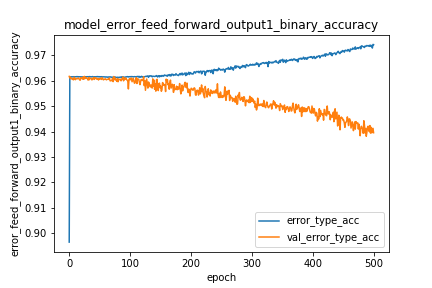 model_error_feed_forward_output1_binary_accuracy
error_feed_forward_output1_binary_accuracy
0.97
0.96
0.95
0.94
0.93
0.92
0.91
0.90
0
100
200
300
400
500
epoch
error_type_acc
val_error_type_acc